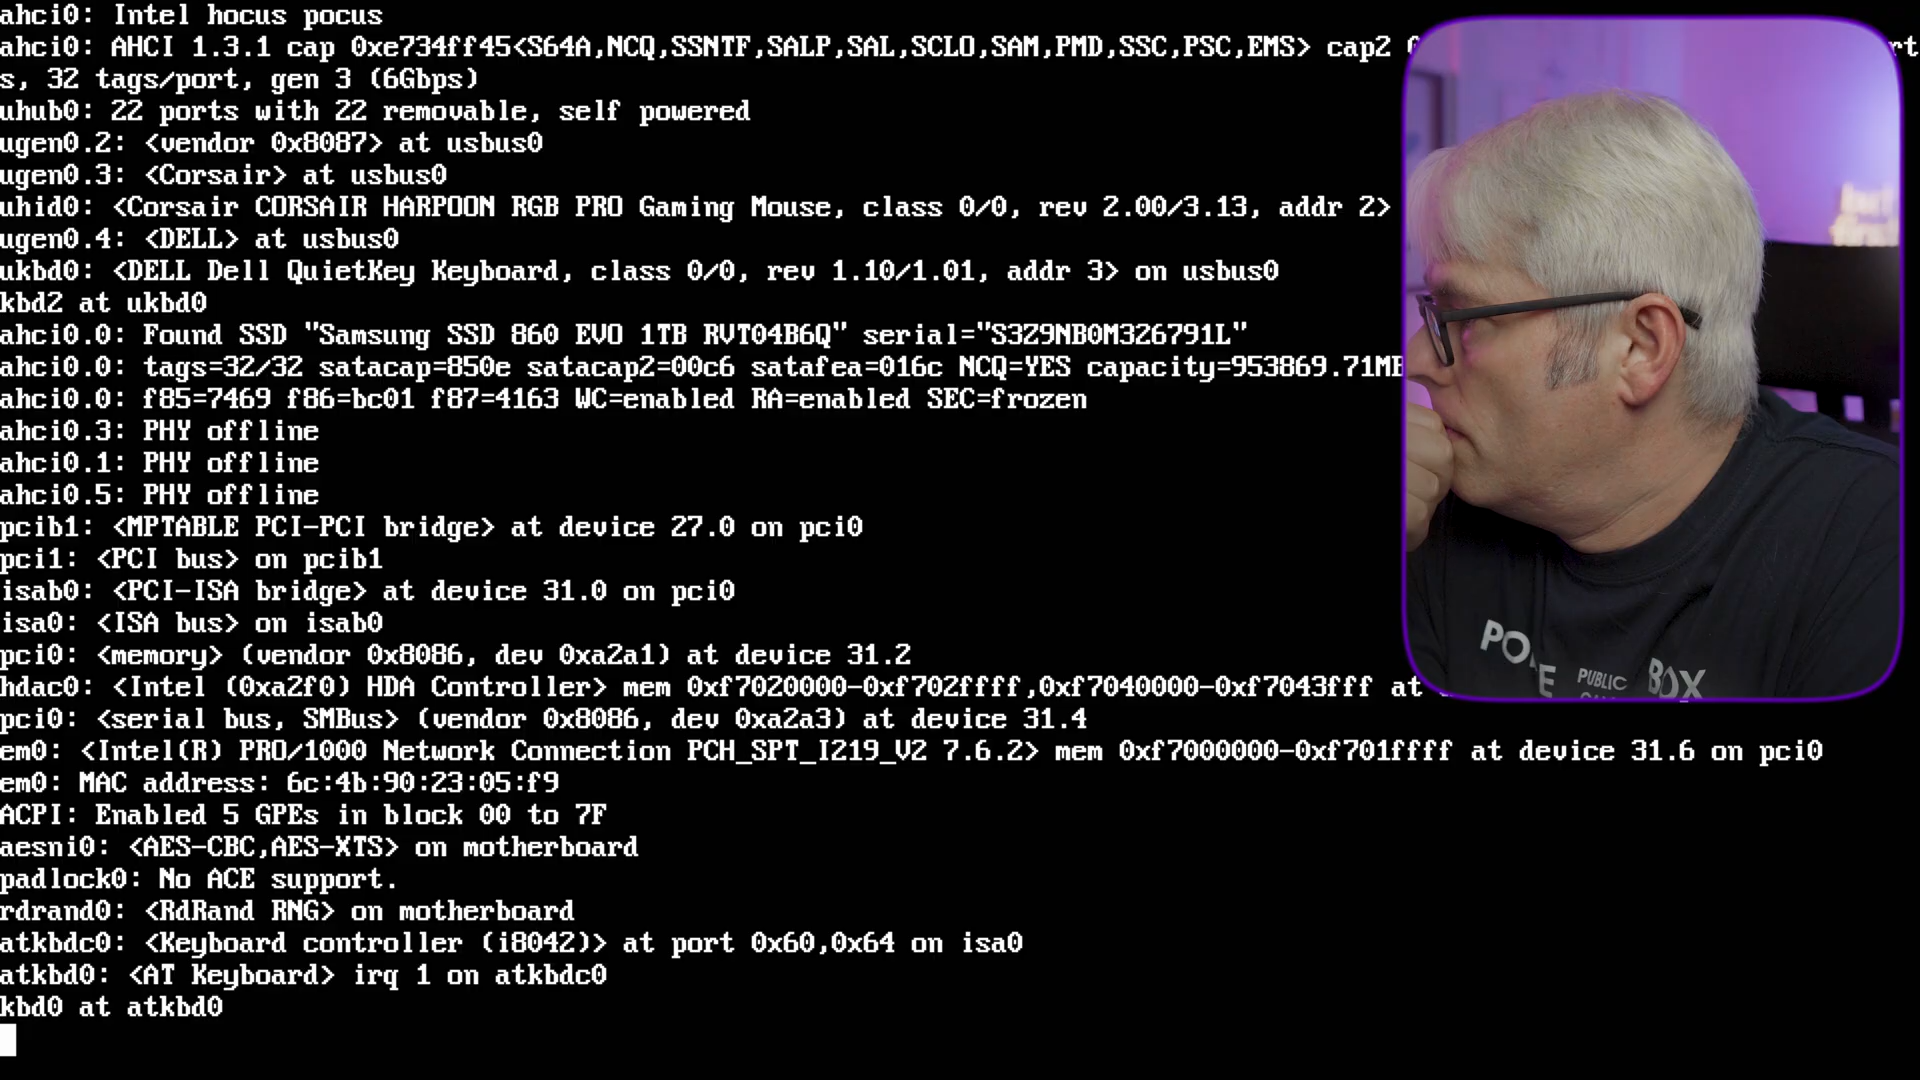 ahci0: Intel hocus pocus
ahci0: AHCI 1.3.1 cap 0xe734ff45<S64A,NCQ,SSNTF,SALP,SAL,SCLO,SAM,PMD,SSC,PSC,EMS> cap2
s, 32 tags/port, gen 3 (6Gbps)
uhub0: 22 ports with 22 removable, self powered
ugen0.2: <vendor 0x8087> at usbus0
ugen0.3: <Corsair> at usbus0
uhid0: <Corsair CORSAIR HARPOON RGB PRO Gaming Mouse, class 0/0, rev 2.00/3.13, addr 2>
ugen0.4: <DELL> at usbus0
ukbd0: <DELL Dell QuietKey Keyboard, class 0/0, rev 1.10/1.01, addr 3> on usbus0
kbd2 at ukbd0
ahci0.0: Found SSD "Samsung SSD 860 EVO 1TB RVT04B6Q" serial="S3Z9NB0M326791L"
ahci0.0: tags=32/32 satacap=850e satacap2=00c6 satafea=016c NCQ=YES capacity=953869.71MB
ahci0.0: f85=7469 f86=bc01 f87=4163 WC=enabled RA=enabled SEC=frozen
ahci0.3: PHY offline
ahci0.1: PHY offline
ahci0.5: PHY offline
pcib1: <MPTABLE PCI-PCI bridge> at device 27.0 on pci0
pci1: <PCI bus> on pcib1
isab0: <PCI-ISA bridge> at device 31.0 on pci0
isa0: <ISA bus> on isab0
pci0: <memory> (vendor 0x8086, dev 0xa2a1) at device 31.2
hdac0: <Intel (0xa2f0) HDA Controller> mem 0xf7020000-0xf702ffff,0xf7040000-0xf7043fff at
pci0: <serial bus, SMBus> (vendor 0x8086, dev 0xa2a3) at device 31.4
em0: <Intel(R) PRO/1000 Network Connection PCH_SPT_I219_V2 7.6.2> mem 0xf7000000-0xf701ffff at device 31.6 on pci0
em0: MAC address: 6c:4b:90:23:05:f9
ACPI: Enabled 5 GPEs in block 00 to 7F
aesni0: <AES-CBC,AES-XTS> on motherboard
padlock0: No ACE support.
rdrand0: <RdRand RNG> on motherboard
atkbdc0: <Keyboard controller (i8042)> at port 0x60,0x64 on isa0
atkbd0: <AT Keyboard> irq 1 on atkbdc0
kbd0 at atkbd0
PUBLIC
BOX